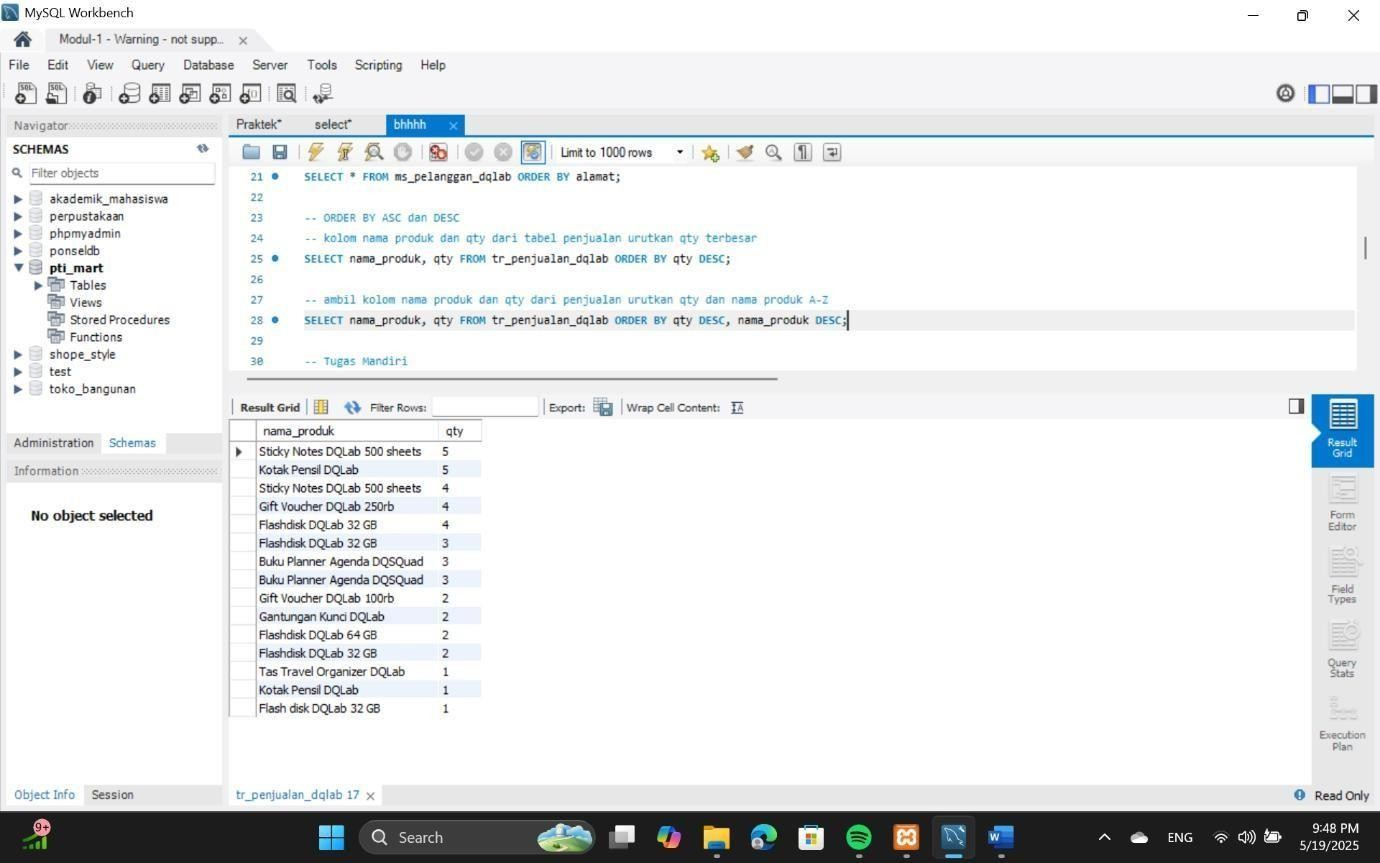 MySQL Workbench
Modul-1 - Warning - not supp...
File Edit View Query Database Server Tools Scripting Help
Navigator
SCHEMAS
Filter objects
akademik_mahasiswa
perpustakaan
phpmyadmin
ponseldb
pti_mart
Tables
Views
Stored Procedures
Functions
shope_style
test
toko_bangunan
Administration Schemas
Information
No object selected
Object Info Session
Praktek* select* bhhhh
Limit to 1000 rows
21 SELECT * FROM ms_pelanggan_dqlab ORDER BY alamat;
22
23 -- ORDER BY ASC dan DESC
24 -- kolom nama produk dan qty dari tabel penjualan urutkan qty terbesar
25 SELECT nama_produk, qty FROM tr_penjualan_dqlab ORDER BY qty DESC;
26
27 -- ambil kolom nama produk dan qty dari penjualan urutkan qty dan nama produk A-Z
28 SELECT nama_produk, qty FROM tr_penjualan_dqlab ORDER BY qty DESC, nama_produk DESC;
29
30 -- Tugas Mandiri
Result Grid Filter Rows: Export: Wrap Cell Content:
nama_produk qty
Sticky Notes DQLab 500 sheets 5
Kotak Pensil DQLab 5
Sticky Notes DQLab 500 sheets 4
Gift Voucher DQLab 250rb 4
Flashdisk DQLab 32 GB 4
Flashdisk DQLab 32 GB 3
Buku Planner Agenda DQSQuad 3
Buku Planner Agenda DQSQuad 3
Gift Voucher DQLab 100rb 2
Gantungan Kunci DQLab 2
Flashdisk DQLab 64 GB 2
Flashdisk DQLab 32 GB 2
Tas Travel Organizer DQLab 1
Kotak Pensil DQLab 1
Flash disk DQLab 32 GB 1
Result
Grid
Form
Editor
Field
Types
Query
Stats
Execution
Plan
tr_penjualan_dqlab 17
Read Only
9+
Search
ENG
9:48 PM
5/19/2025